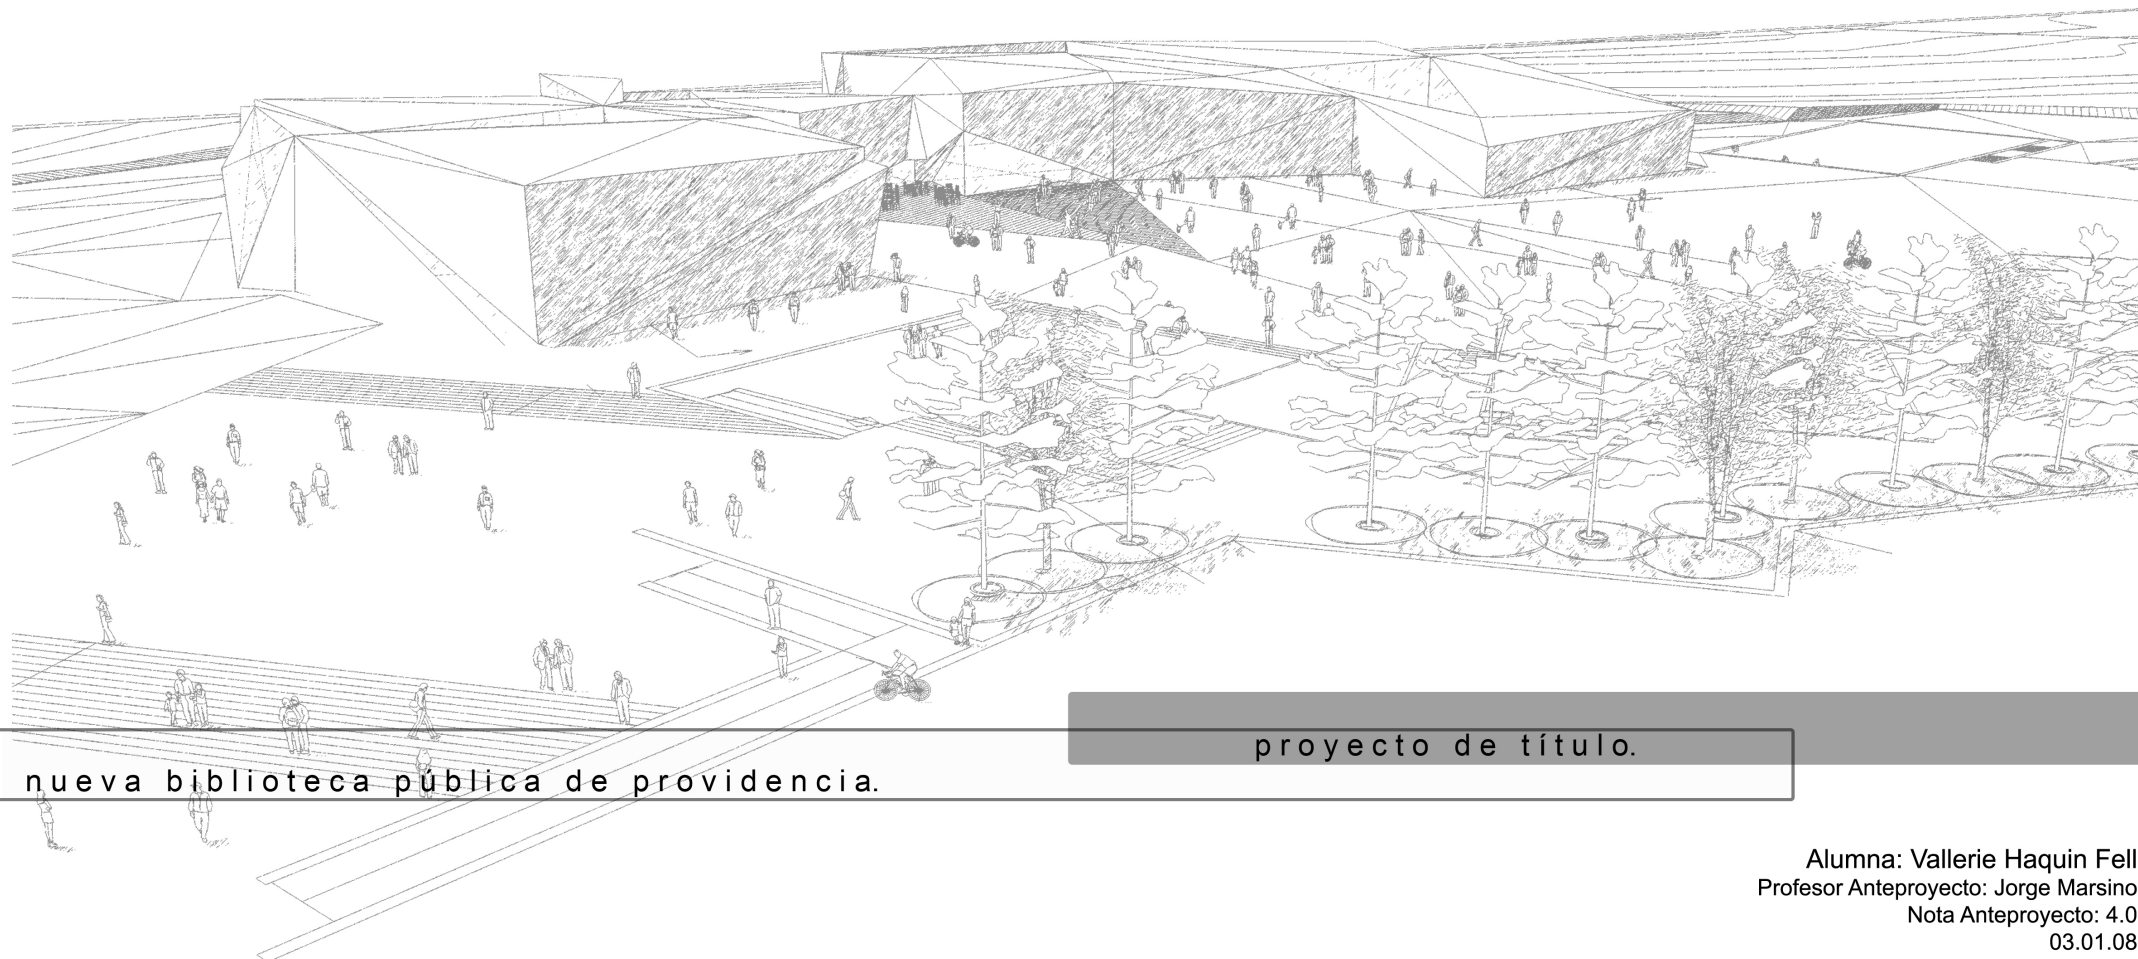 proyecto de título.
nueva biblioteca pública de providencia.
Alumna: Vallerie Haquin Fell
Profesor Anteproyecto: Jorge Marsino
Nota Anteproyecto: 4.0
03.01.08